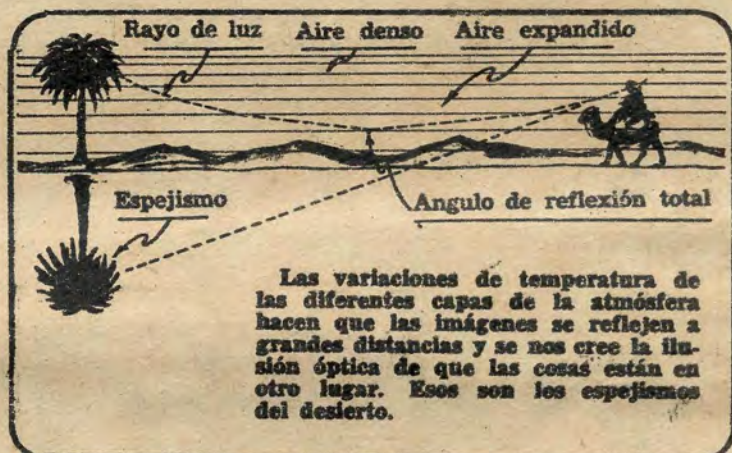 Rayo de luz
Aire denso
Aire expandido
Espejismo
Angulo de reflexión total
Las variaciones de temperatura de
las diferentes capas de la atmósfera
hacen que las imágenes se reflejen a
grandes distancias y se nos cree la ilu-
sión óptica de que las cosas están en
otro lugar. Esos son los espejismos
del desierto.